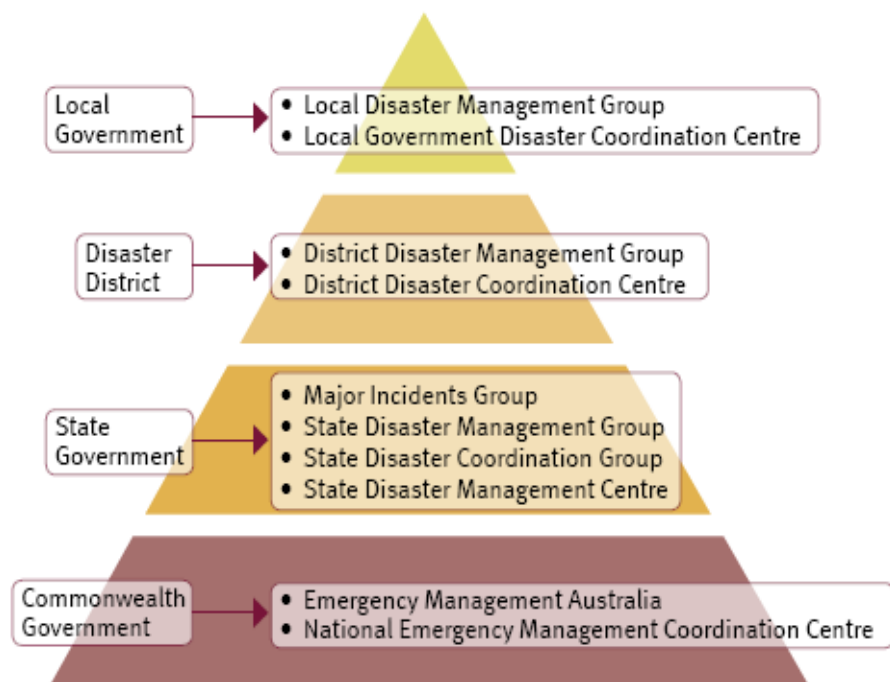 Local
Government
• Local Disaster Management Group
• Local Government Disaster Coordination Centre
Disaster
District
• District Disaster Management Group
• District Disaster Coordination Centre
State
Government
• Major Incidents Group
• State Disaster Management Group
• State Disaster Coordination Group
• State Disaster Management Centre
Commonwealth
Government
• Emergency Management Australia
• National Emergency Management Coordination Centre